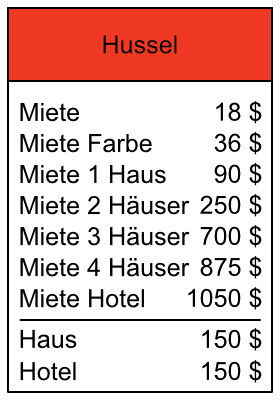 Hussel
Miete 18 $
Miete Farbe 36 $
Miete 1 Haus 90 $
Miete 2 Häuser 250 $
Miete 3 Häuser 700 $
Miete 4 Häuser 875 $
Miete Hotel 1050 $
Haus 150 $
Hotel 150 $